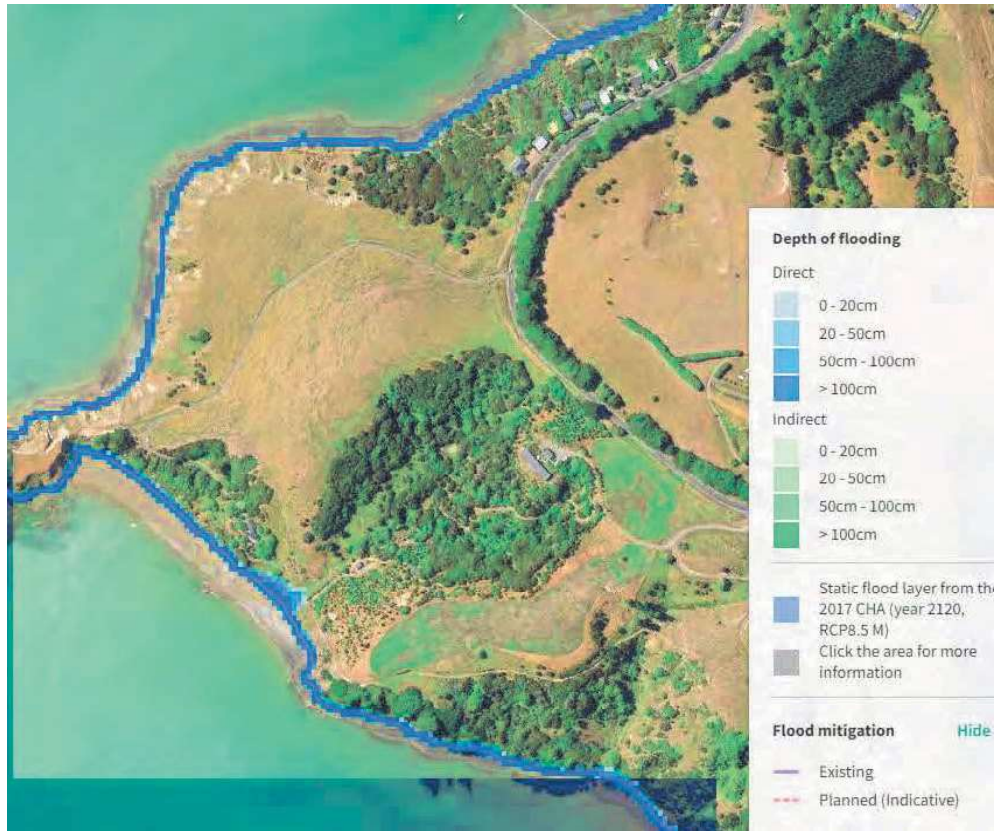 Depth of flooding
Direct
0 - 20cm
20 - 50cm
50cm - 100cm
> 100cm
Indirect
0 - 20cm
20 - 50cm
50cm - 100cm
> 100cm
Static flood layer from the
2017 CHA (year 2120,
RCP8.5 M)
Click the area for more
information
Flood mitigation Hide
Existing
Planned (Indicative)